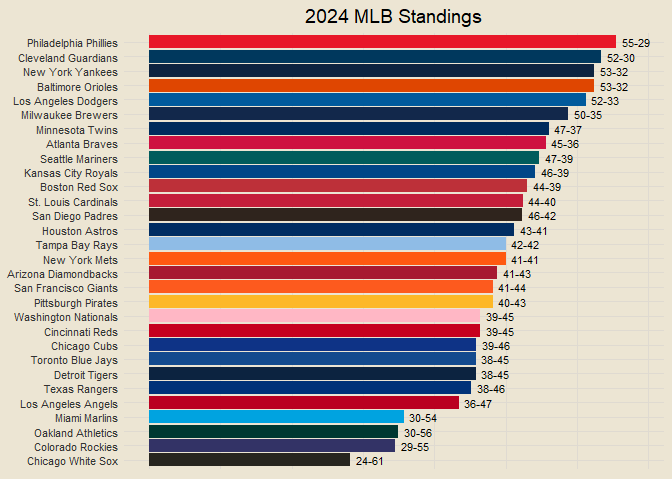 2024 MLB Standings
Philadelphia Phillies 55-29
Cleveland Guardians 52-30
New York Yankees 53-32
Baltimore Orioles 53-32
Los Angeles Dodgers 52-33
Milwaukee Brewers 50-35
Minnesota Twins 47-37
Atlanta Braves 45-36
Seattle Mariners 47-39
Kansas City Royals 46-39
Boston Red Sox 44-39
St. Louis Cardinals 44-40
San Diego Padres 46-42
Houston Astros 43-41
Tampa Bay Rays 42-42
New York Mets 41-41
Arizona Diamondbacks 41-43
San Francisco Giants 41-44
Pittsburgh Pirates 40-43
Washington Nationals 39-45
Cincinnati Reds 39-45
Chicago Cubs 39-46
Toronto Blue Jays 38-45
Detroit Tigers 38-45
Texas Rangers 38-46
Los Angeles Angels 36-47
Miami Marlins 30-54
Oakland Athletics 30-56
Colorado Rockies 29-55
Chicago White Sox 24-61